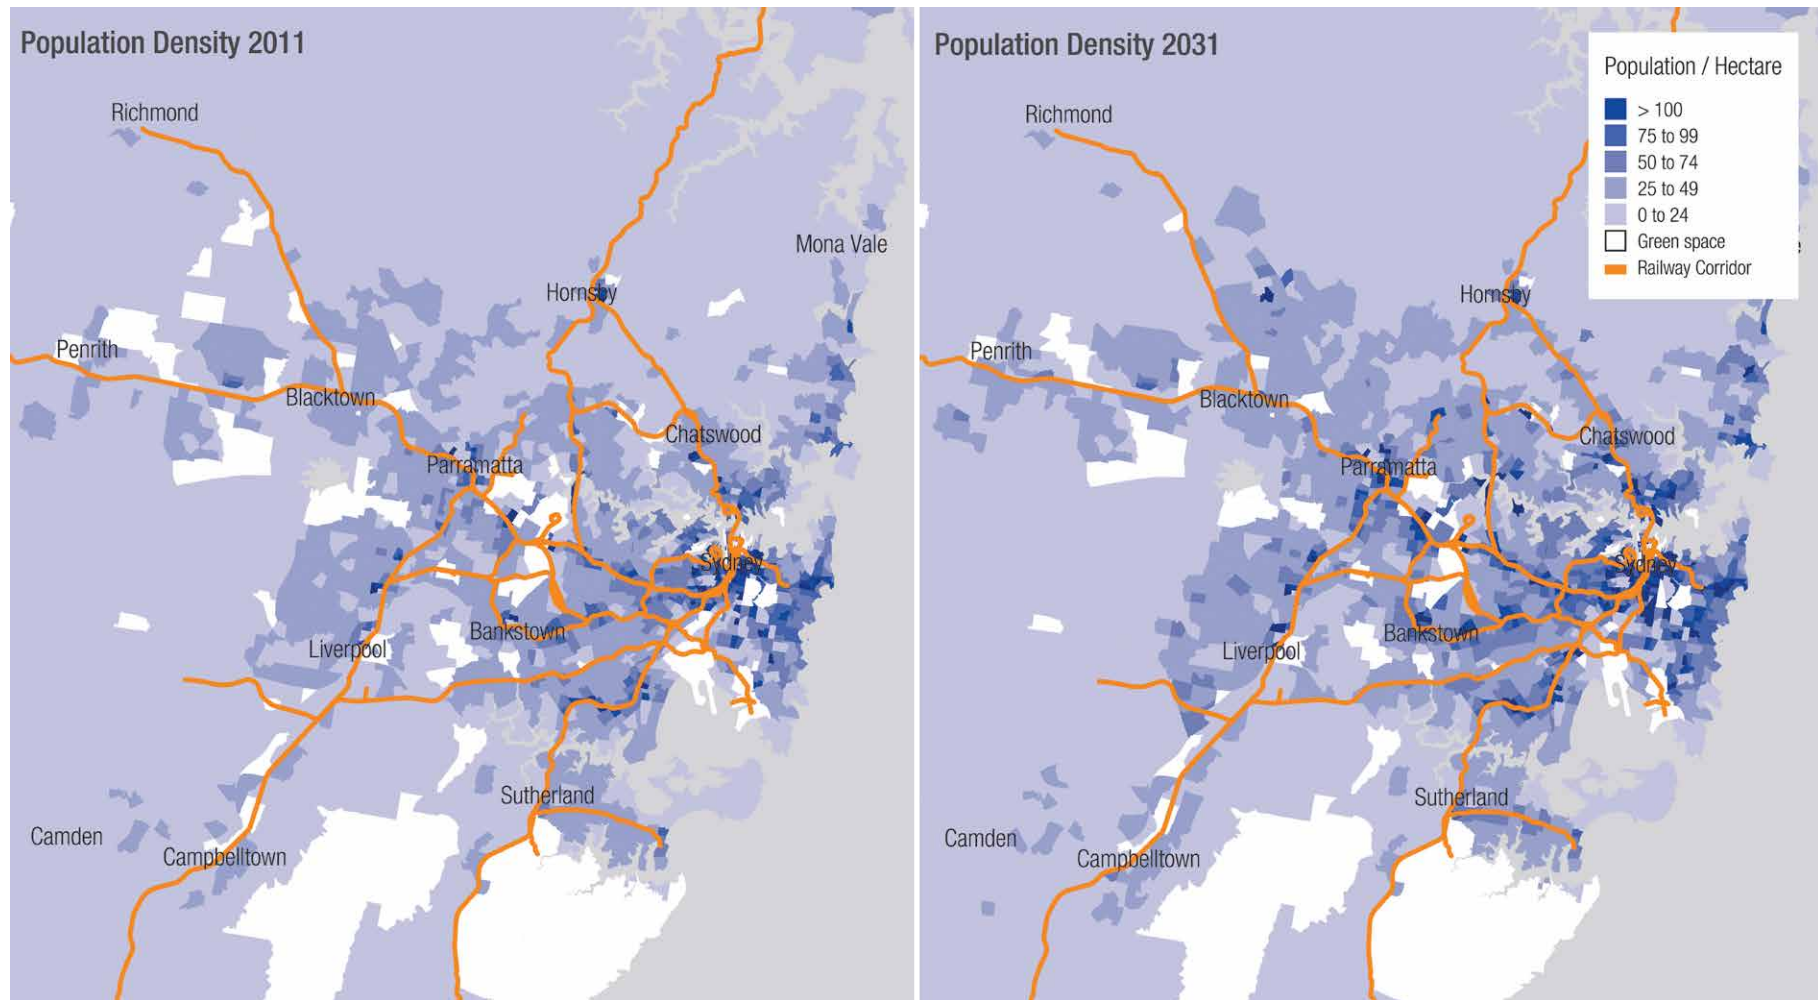 Population Density 2011
Richmond
Mona Vale
Hornsby
Penrith
Blacktown
Chatswood
Parramatta
Sydney
Bankstown
Liverpool
Sutherland
Camden
Campbelltown
Population Density 2031
Population / Hectare
> 100
75 to 99
50 to 74
25 to 49
0 to 24
Green space
Railway Corridor
Richmond
Hornsby
Penrith
Blacktown
Chatswood
Parramatta
Sydney
Bankstown
Liverpool
Sutherland
Camden
Campbelltown